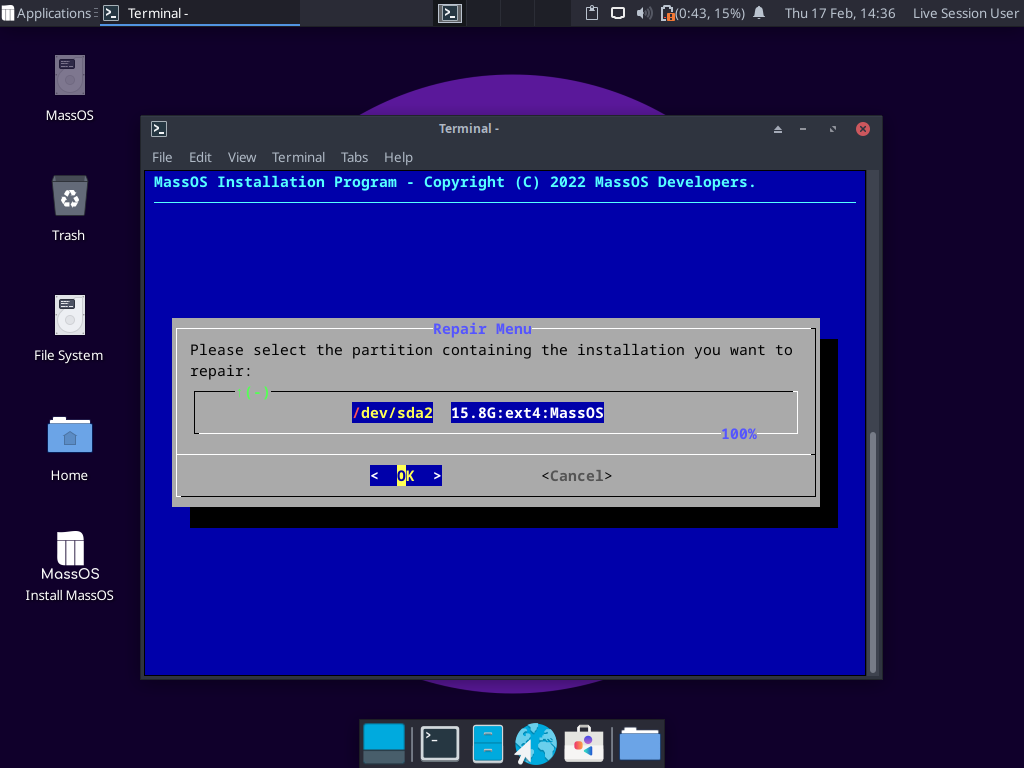 Applications
Terminal -
(0:43, 15%)
Thu 17 Feb, 14:36
Live Session User
MassOS
Trash
File System
Home
MassOS
Install MassOS
Terminal -
File Edit View Terminal Tabs Help
MassOS Installation Program - Copyright (C) 2022 MassOS Developers.
Repair Menu
Please select the partition containing the installation you want to
repair:
↑(-)
/dev/sda2 15.8G:ext4:MassOS
100%
< OK > <Cancel>
>_